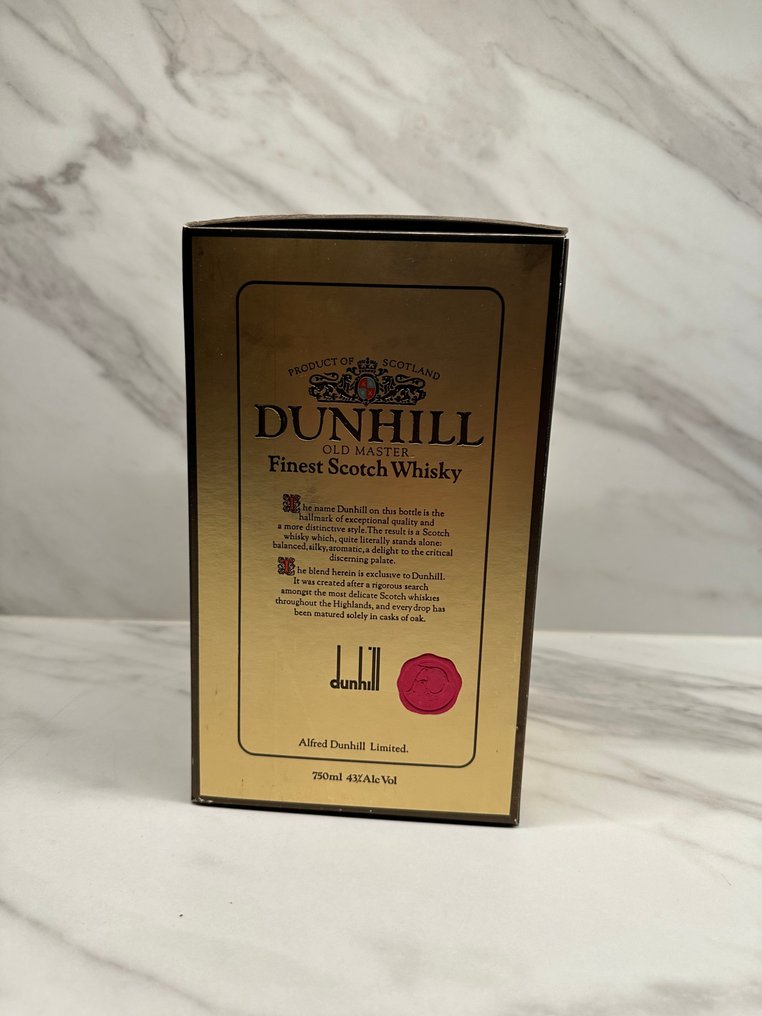 PRODUCT OF SCOTLAND
DUNHILL
OLD MASTER
Finest Scotch Whisky
The name Dunhill on this bottle is the
hallmark of exceptional quality and
a more distinctive style. The result is a Scotch
whisky which, quite literally stands alone:
balanced, silky, aromatic, a delight to the critical
discerning palate.
The blend herein is exclusive to Dunhill.
It was created after a rigorous search
amongst the most delicate Scotch whiskies
throughout the Highlands, and every drop has
been matured solely in casks of oak.
dunhill
Alfred Dunhill Limited.
750ml 43% Alc Vol